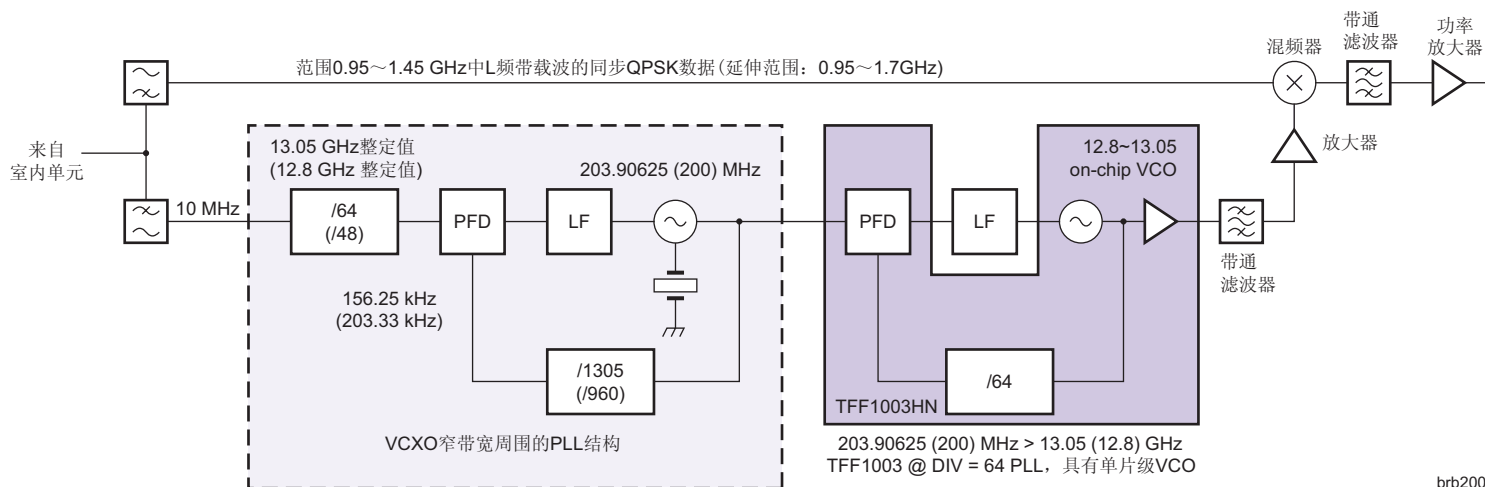 带通
滤波器
功率
放大器
混频器
范围0.95～1.45 GHz中L频带载波的同步QPSK数据(延伸范围：0.95～1.7GHz)
来自
室内单元
放大器
13.05 GHz整定值
(12.8 GHz 整定值)
203.90625 (200) MHz
12.8~13.05
on-chip VCO
10 MHz
/64
(/48)
PFD
LF
PFD
LF
带通
滤波器
156.25 kHz
(203.33 kHz)
/1305
(/960)
/64
TFF1003HN
VCXO窄带宽周围的PLL结构
203.90625 (200) MHz > 13.05 (12.8) GHz
TFF1003 @ DIV = 64 PLL，具有单片级VCO
brb200